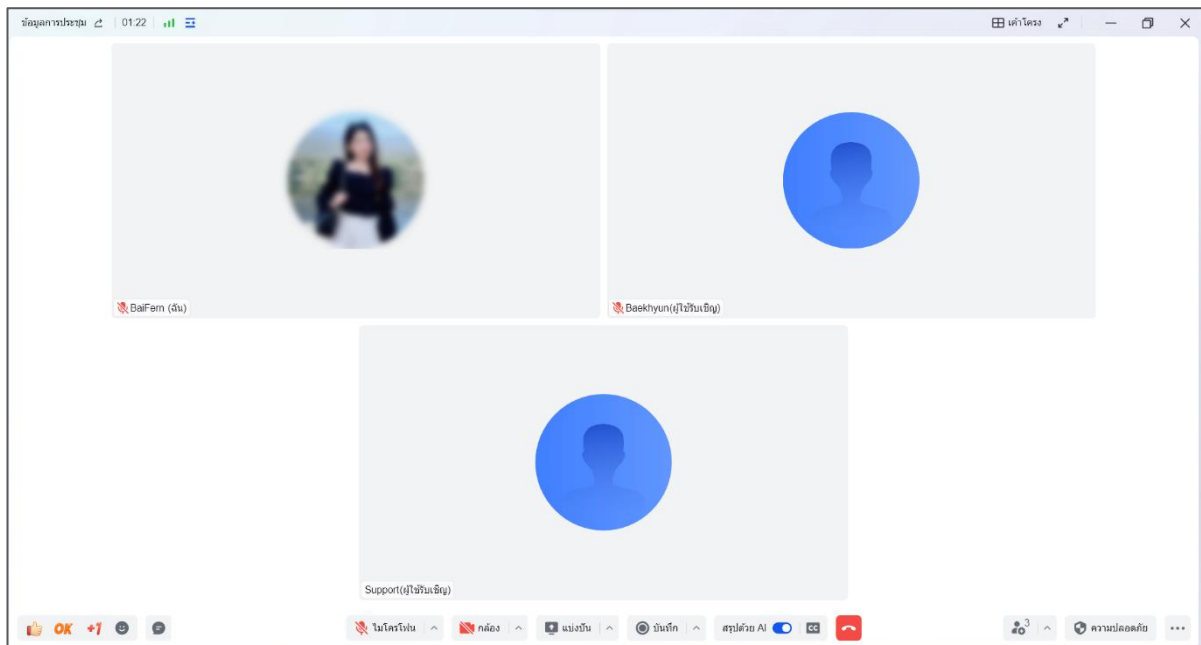 ข้อมูลการประชุม 01:22 เค้าโครง
BaiFern (ฉัน) Baekhyun(ผู้ใช้รับเชิญ)
Support(ผู้ใช้รับเชิญ)
OK +1 ไมโครโฟน กล้อง แบ่งปัน บันทึก สรุปด้วย AI CC 3 ความปลอดภัย